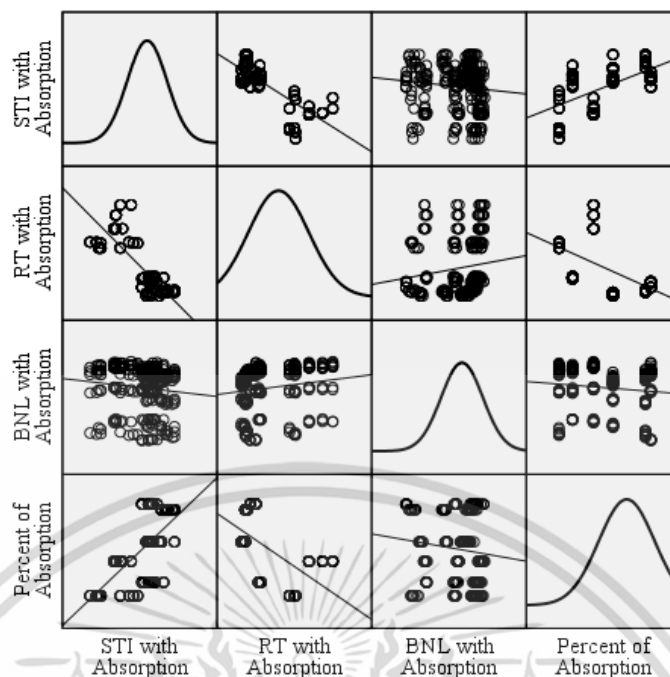 STI with
Absorption
RT with
Absorption
BNL with
Absorption
Percent of
Absorption
STI with
Absorption
RT with
Absorption
BNL with
Absorption
Percent of
Absorption